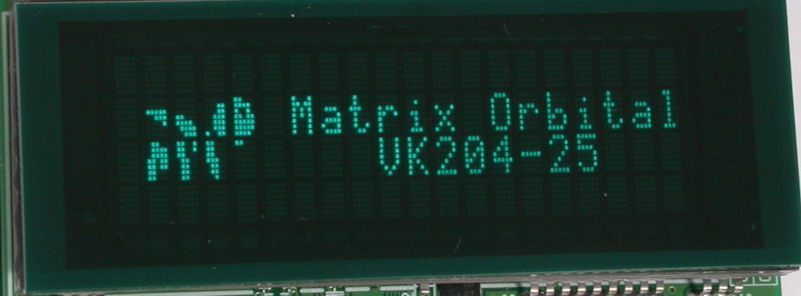 Matrix Orbital
VK204-25